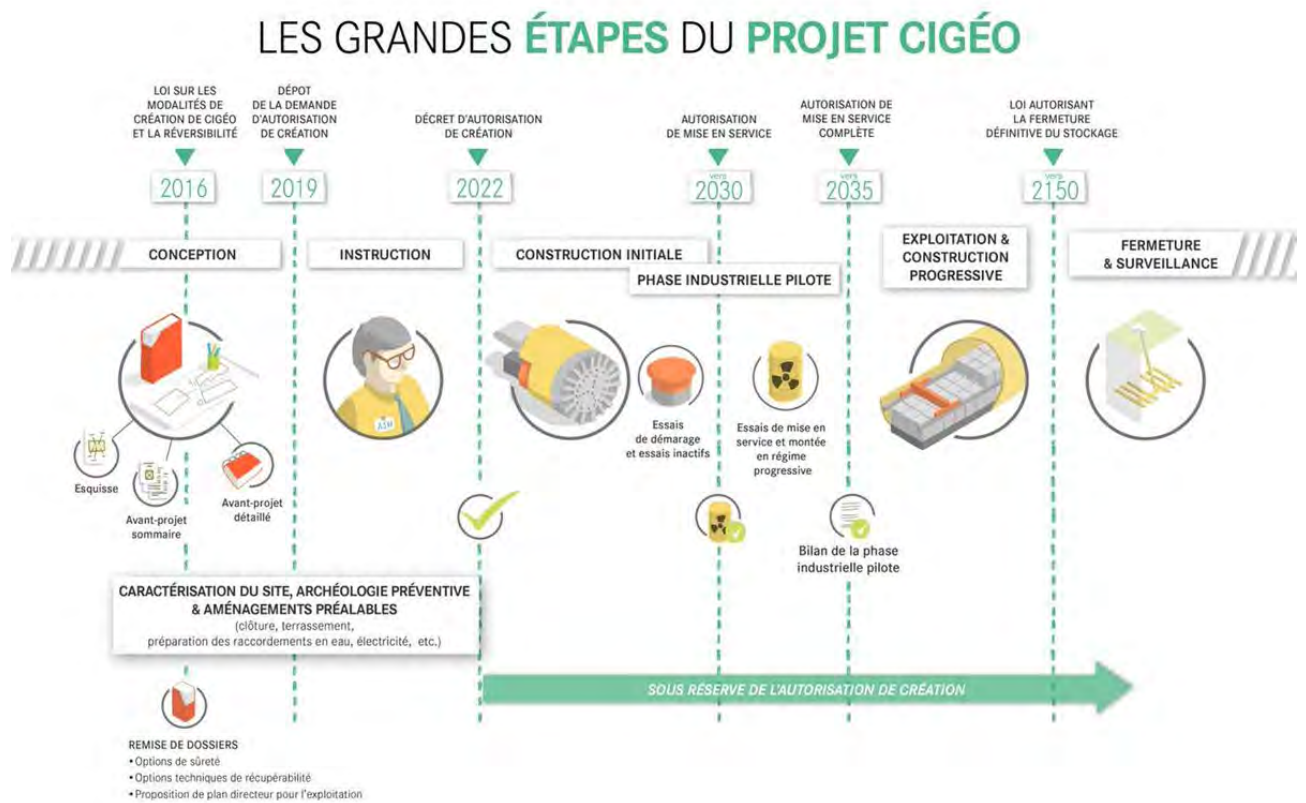 LES GRANDES ÉTAPES DU PROJET CIGÉO
LOI SUR LES
MODALITÉS DE
CRÉATION DE CIGÉO
ET LA RÉVERSIBILITÉ
2016
DÉPOT
DE LA DEMANDE
D'AUTORISATION
DE CRÉATION
2019
DÉCRET D'AUTORISATION
DE CRÉATION
2022
AUTORISATION
DE MISE EN SERVICE
vers
2030
AUTORISATION DE
MISE EN SERVICE
COMPLÈTE
vers
2035
LOI AUTORISANT
LA FERMETURE
DÉFINITIVE DU STOCKAGE
vers
2150
CONCEPTION
INSTRUCTION
CONSTRUCTION INITIALE
PHASE INDUSTRIELLE PILOTE
EXPLOITATION &
CONSTRUCTION
PROGRESSIVE
FERMETURE
& SURVEILLANCE
Esquisse
Avant-projet
sommaire
Avant-projet
détaillé
Essais
de démarage
et essais inactifs
Essais de mise en
service et montée
en régime
progressive
Bilan de la phase
industrielle pilote
CARACTÉRISATION DU SITE, ARCHÉOLOGIE PRÉVENTIVE
& AMÉNAGEMENTS PRÉALABLES
(clôture, terrassement,
préparation des raccordements en eau, électricité, etc.)
SOUS RÉSERVE DE L'AUTORISATION DE CRÉATION
REMISE DE DOSSIERS
• Options de sûreté
• Options techniques de récupérabilité
• Proposition de plan directeur pour l'exploitation